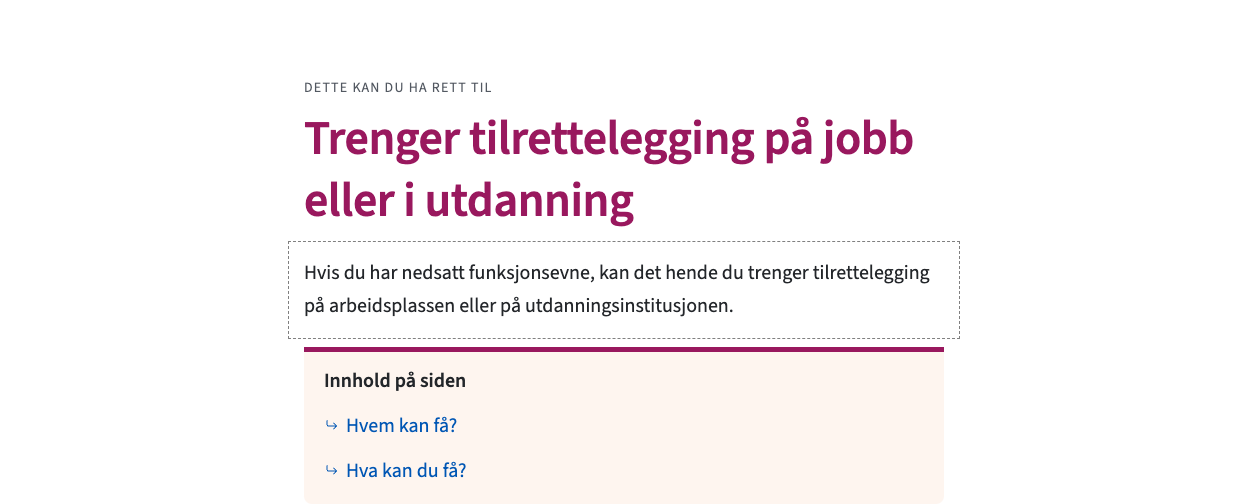 DETTE KAN DU HA RETT TIL
Trenger tilrettelegging på jobb
eller i utdanning
Hvis du har nedsatt funksjonsevne, kan det hende du trenger tilrettelegging
på arbeidsplassen eller på utdanningsinstitusjonen.
Innhold på siden
Hvem kan få?
Hva kan du få?